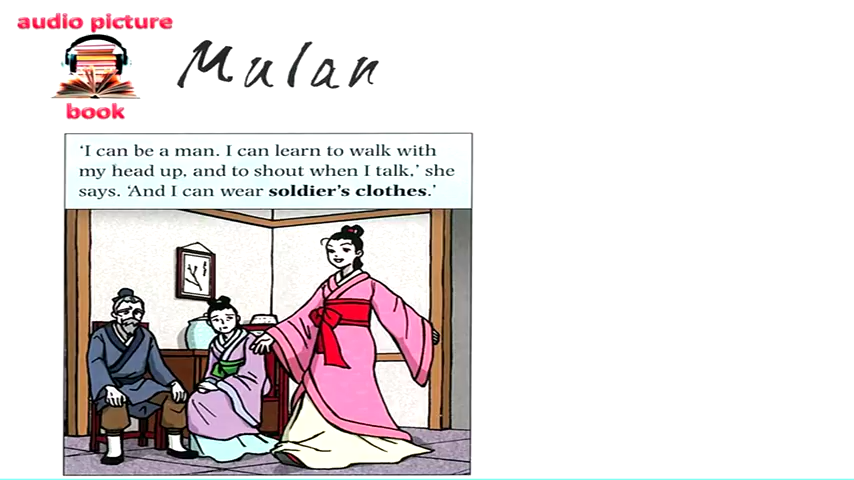 audio picture
book
Mulan
'I can be a man. I can learn to walk with
my head up, and to shout when I talk,' she
says. 'And I can wear soldier's clothes.'